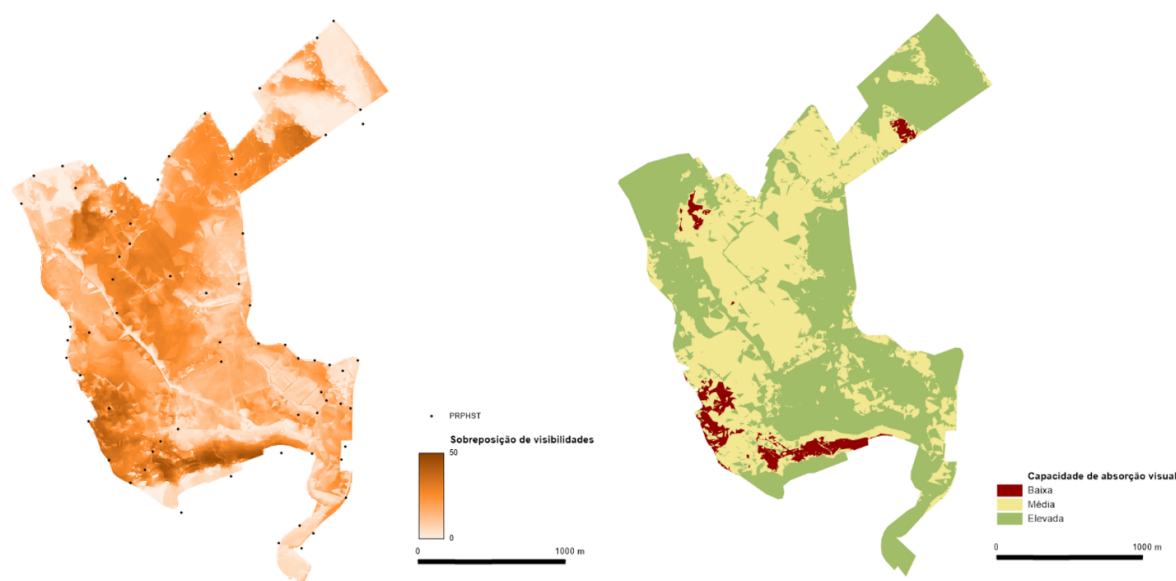 PRPHST
Sobreposição de visibilidades
50
0
0 1000 m
Capacidade de absorção visual
Baixa
Média
Elevada
0 1000 m